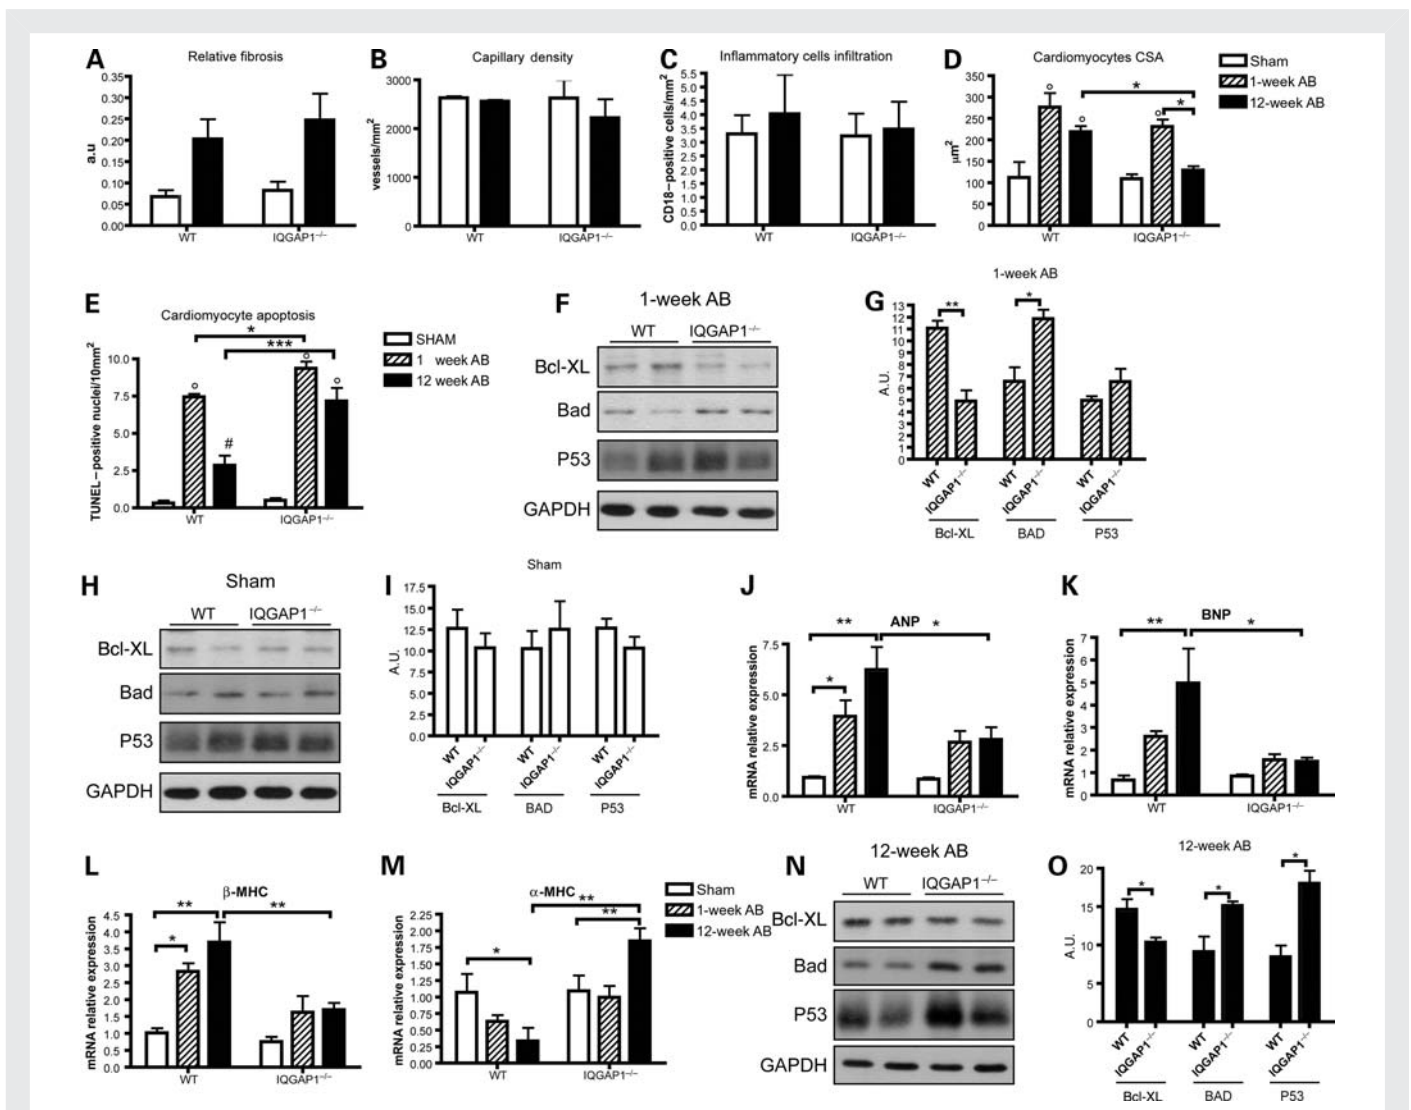 A Relative fibrosis
a.u
0.35
0.30
0.25
0.20
0.15
0.10
0.05
0.00
WT IQGAP1−/−
B Capillary density
vessels/mm2
3000
2000
1000
0
WT IQGAP1−/−
C Inflammatory cells infiltration
CD18−positive cells/mm2
5.5
5.0
4.5
4.0
3.5
3.0
2.5
2.0
1.5
1.0
0.5
0.0
WT IQGAP1−/−
D Cardiomyocytes CSA
μm2
350
300
250
200
150
100
50
0
* *
WT IQGAP1−/−
Sham
1-week AB
12-week AB
E Cardiomyocyte apoptosis
TUNEL−positive nuclei/10mm2
10.0
7.5
5.0
2.5
0.0
*
***
#
WT IQGAP1−/−
SHAM
1 week AB
12 week AB
F 1-week AB
WT IQGAP1−/−
Bcl-XL
Bad
P53
GAPDH
G 1-week AB
A.U.
13
12
11
10
9
8
7
6
5
4
3
2
1
0
** *
WT IQGAP1−/− WT IQGAP1−/− WT IQGAP1−/−
Bcl-XL BAD P53
H Sham
WT IQGAP1−/−
Bcl-XL
Bad
P53
GAPDH
I Sham
A.U.
17.5
15.0
12.5
10.0
7.5
5.0
2.5
0.0
WT IQGAP1−/− WT IQGAP1−/− WT IQGAP1−/−
Bcl-XL BAD P53
J ANP
mRNA relative expression
7.5
5.0
2.5
0.0
** *
*
WT IQGAP1−/−
K BNP
mRNA relative expression
7
6
5
4
3
2
1
0
** *
WT IQGAP1−/−
L β-MHC
mRNA relative expression
4.5
4.0
3.5
3.0
2.5
2.0
1.5
1.0
0.5
0.0
** **
*
WT IQGAP1−/−
M α-MHC
mRNA relative expression
2.25
2.00
1.75
1.50
1.25
1.00
0.75
0.50
0.25
0.00
**
**
*
WT IQGAP1−/−
Sham
1-week AB
12-week AB
N 12-week AB
WT IQGAP1−/−
Bcl-XL
Bad
P53
GAPDH
O 12-week AB
A.U.
20
15
10
5
0
* * *
WT IQGAP1−/− WT IQGAP1−/− WT IQGAP1−/−
Bcl-XL BAD P53